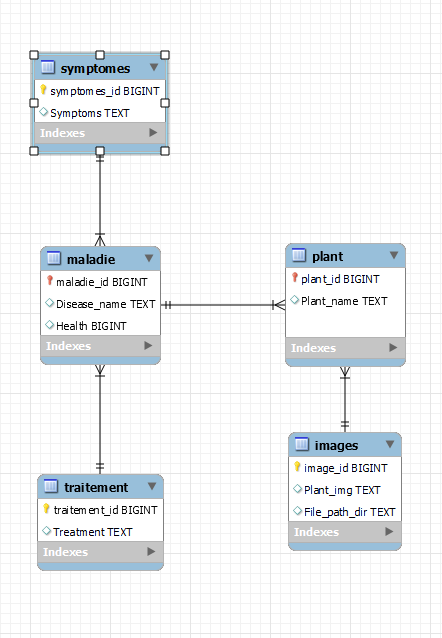 symptomes
symptomes_id BIGINT
Symptoms TEXT
Indexes
maladie
maladie_id BIGINT
Disease_name TEXT
Health BIGINT
Indexes
plant
plant_id BIGINT
Plant_name TEXT
Indexes
traitement
traitement_id BIGINT
Treatment TEXT
Indexes
images
image_id BIGINT
Plant_img TEXT
File_path_dir TEXT
Indexes